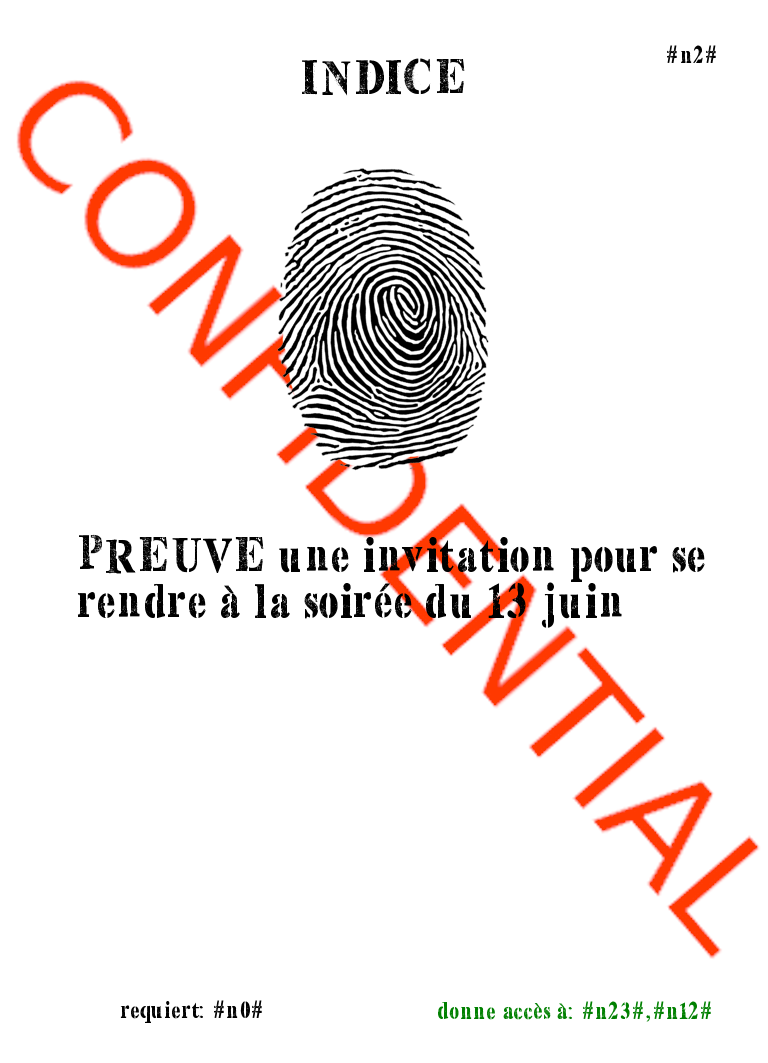 #n2#
INDICE
CONFIDENTIAL
PREUVE une invitation pour se
rendre à la soirée du 13 juin
requiert: #n0#
donne accès à: #n23#,#n12#